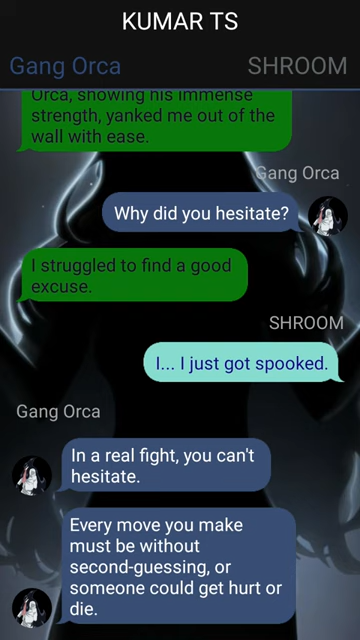 KUMAR TS
Gang Orca
SHROOM
Orca, showing his immense
strength, yanked me out of the
wall with ease.
Gang Orca
Why did you hesitate?
I struggled to find a good
excuse.
SHROOM
I... I just got spooked.
Gang Orca
In a real fight, you can't
hesitate.
Every move you make
must be without
second-guessing, or
someone could get hurt or
die.